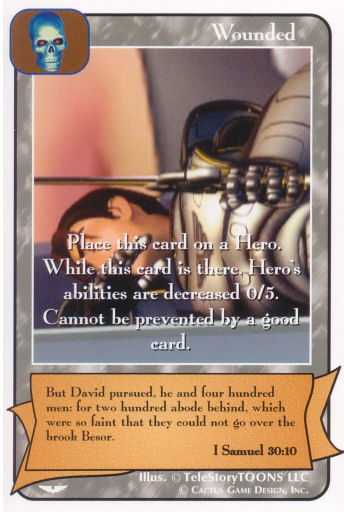 Wounded
Place this card on a Hero.
While this card is there, Hero's
abilities are decreased 0/5.
Cannot be prevented by a good
card.
But David pursued, he and four hundred
men: for two hundred abode behind, which
were so faint that they could not go over the
brook Besor.
I Samuel 30:10
Illus. © TeleStoryTOONS LLC
© Cactus Game Design, Inc.